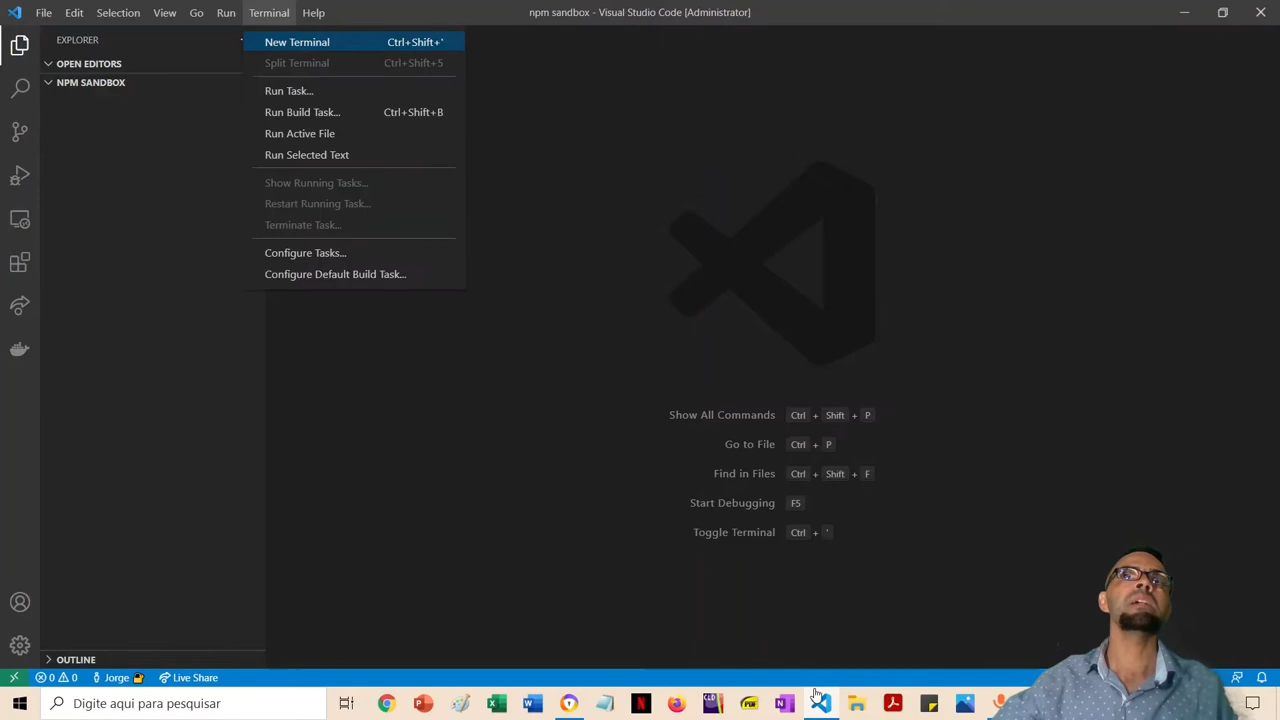 File Edit Selection View Go Run Terminal Help
npm sandbox - Visual Studio Code [Administrator]
EXPLORER
OPEN EDITORS
NPM SANDBOX
New Terminal Ctrl+Shift+'
Split Terminal Ctrl+Shift+5
Run Task...
Run Build Task... Ctrl+Shift+B
Run Active File
Run Selected Text
Show Running Tasks...
Restart Running Task...
Terminate Task...
Configure Tasks...
Configure Default Build Task...
Show All Commands Ctrl + Shift + P
Go to File Ctrl + P
Find in Files Ctrl + Shift + F
Start Debugging F5
Toggle Terminal Ctrl + '
OUTLINE
0 0 Jorge Live Share
Digite aqui para pesquisar